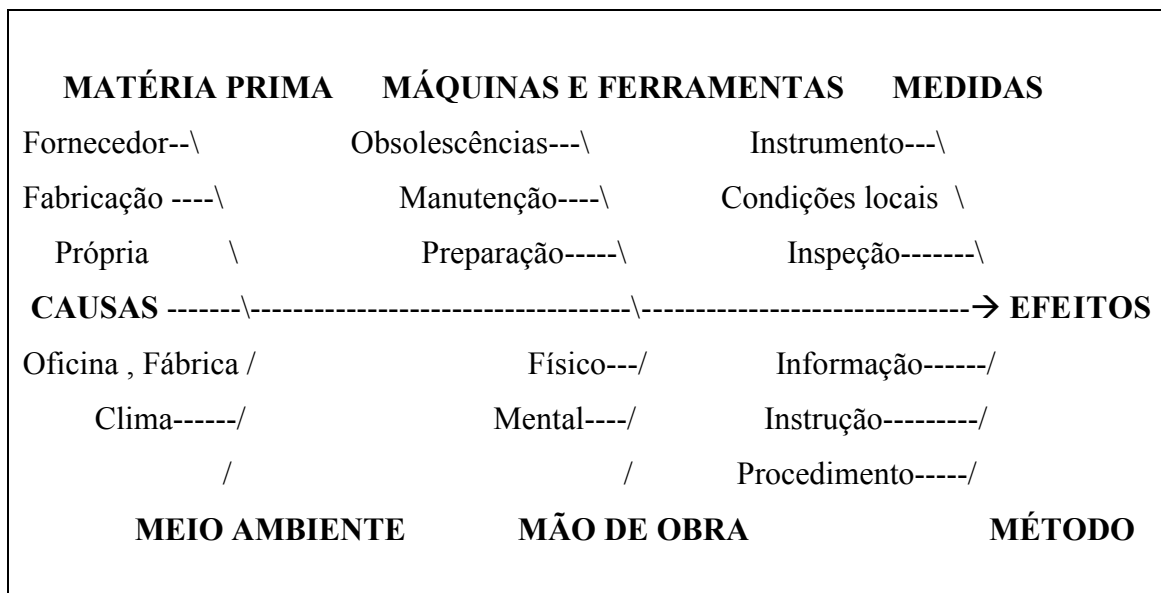 MATÉRIA PRIMA MÁQUINAS E FERRAMENTAS MEDIDAS
Fornecedor--\ Obsolescências---\ Instrumento---\
Fabricação ----\ Manutenção----\ Condições locais \
Própria \ Preparação-----\ Inspeção-------\
CAUSAS -------\-----------------------------------\-------------------------------→ EFEITOS
Oficina , Fábrica / Físico---/ Informação------/
Clima------/ Mental----/ Instrução---------/
/ / Procedimento-----/
MEIO AMBIENTE MÃO DE OBRA MÉTODO